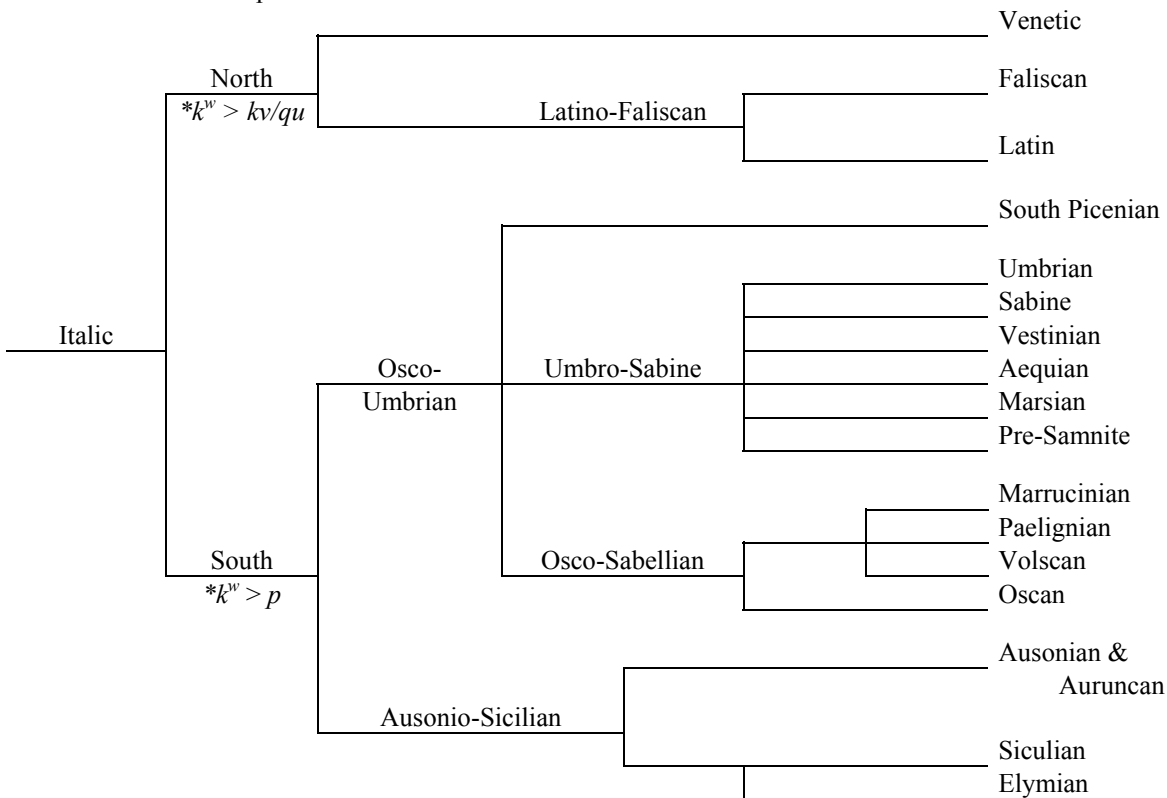 Venetic
North
Faliscan
*kʷ > kv/qu
Latino-Faliscan
Latin
South Picenian
Umbrian
Sabine
Italic
Vestinian
Osco-
Umbro-Sabine
Aequian
Umbrian
Marsian
Pre-Samnite
Marrucinian
Paelignian
South
Osco-Sabellian
Volscan
*kʷ > p
Oscan
Ausonian &
Auruncan
Ausonio-Sicilian
Siculian
Elymian